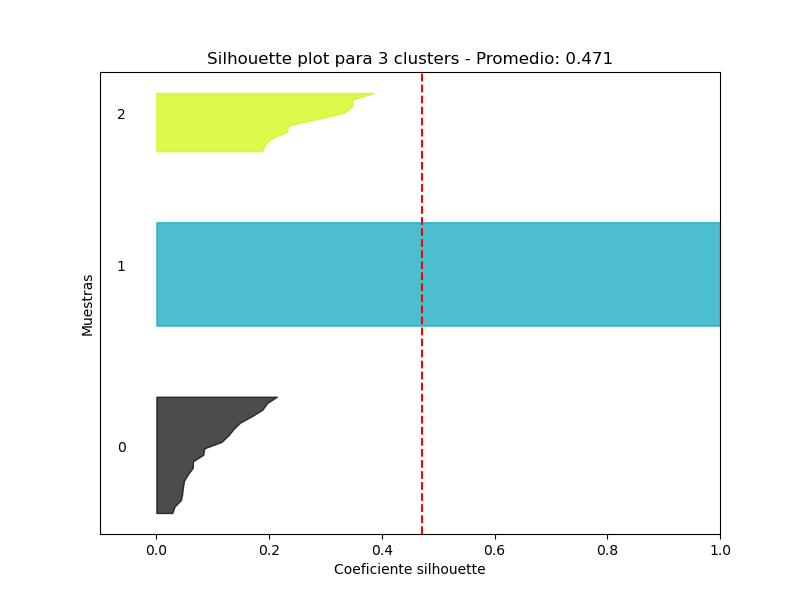 Silhouette plot para 3 clusters - Promedio: 0.471
2
1
0
Muestras
0.0 0.2 0.4 0.6 0.8 1.0
Coeficiente silhouette